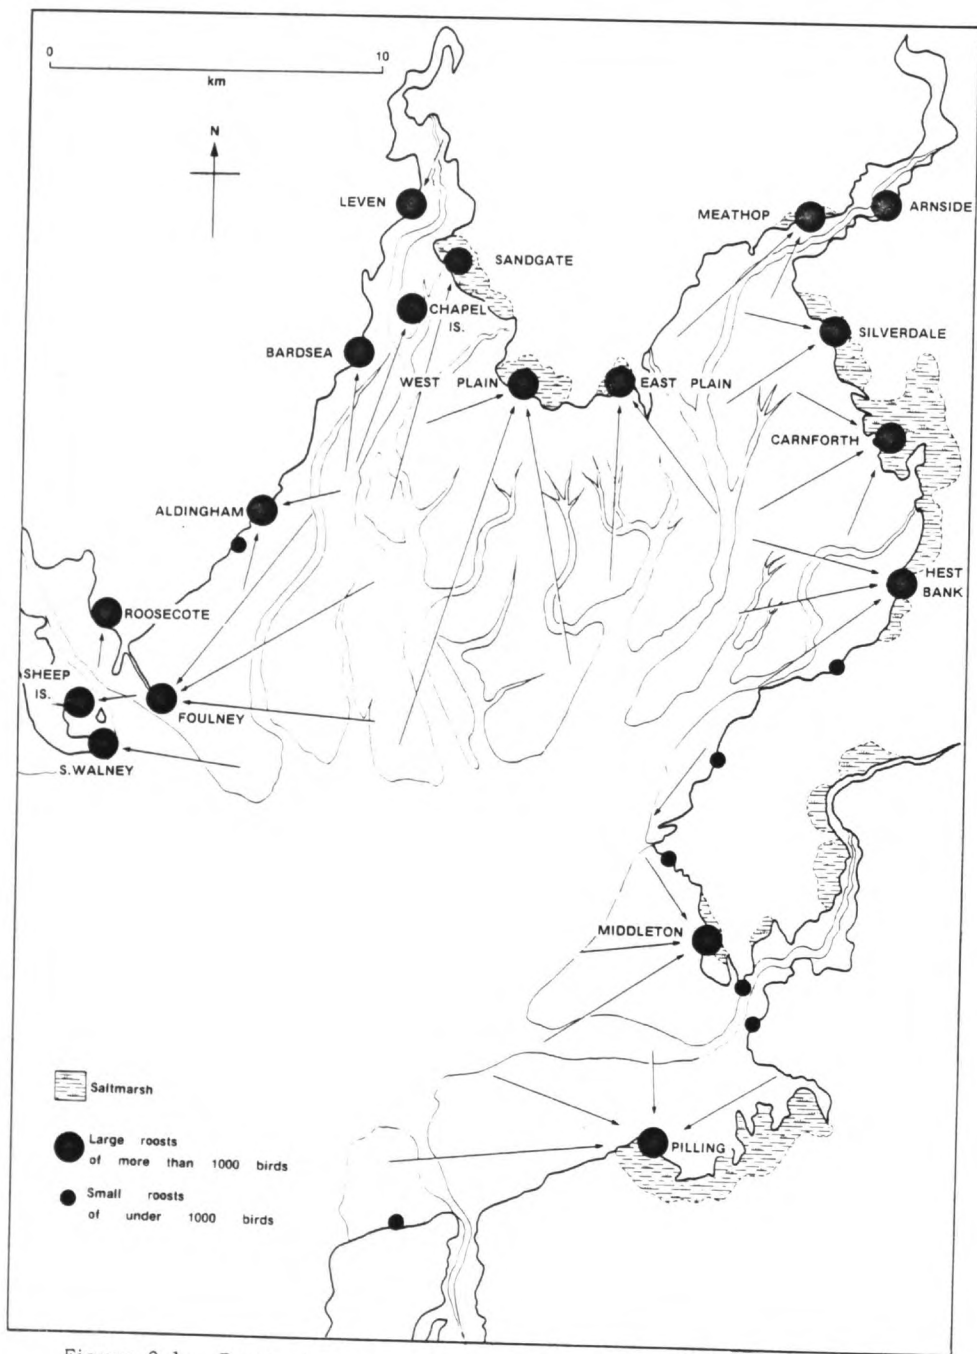 0 10
km
N
LEVEN
MEATHOP
ARNSIDE
SANDGATE
CHAPEL
IS.
SILVERDALE
BARDSEA
WEST PLAIN
EAST PLAIN
CARNFORTH
ALDINGHAM
HEST
BANK
ROOSECOTE
SHEEP
IS.
FOULNEY
S.WALNEY
MIDDLETON
PILLING
Saltmarsh
Large roosts
of more than 1000 birds
Small roosts
of under 1000 birds